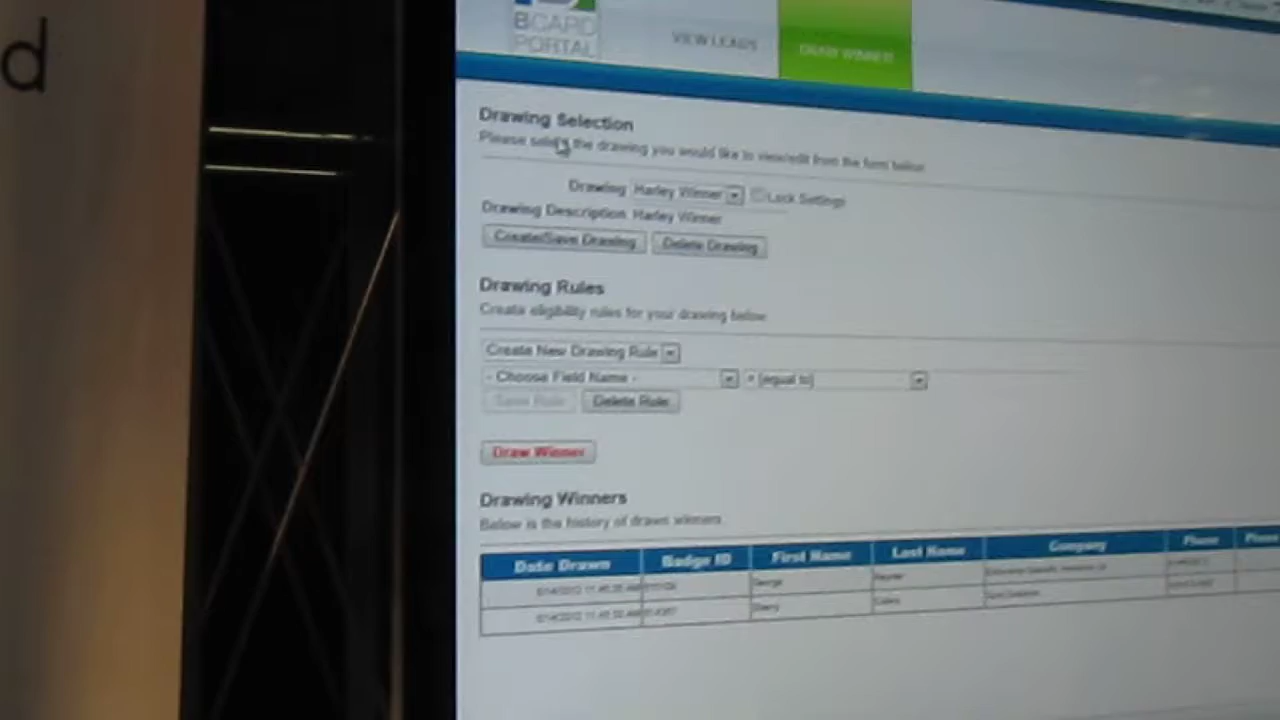 d
BCARD
PORTAL
VIEW LEADS
DRAW WINNER
Drawing Selection
Please select the drawing you would like to view/edit from the form below.
Drawing Harley Winner Lock Settings
Drawing Description Harley Winner
Create/Save Drawing Delete Drawing
Drawing Rules
Create eligibility rules for your drawing below.
Create New Drawing Rule
- Choose Field Name - = [equal to]
Save Rule Delete Rule
Draw Winner
Drawing Winners
Below is the history of drawn winners.
Date Drawn Badge ID First Name Last Name Company Phone Phone
George
Sherry